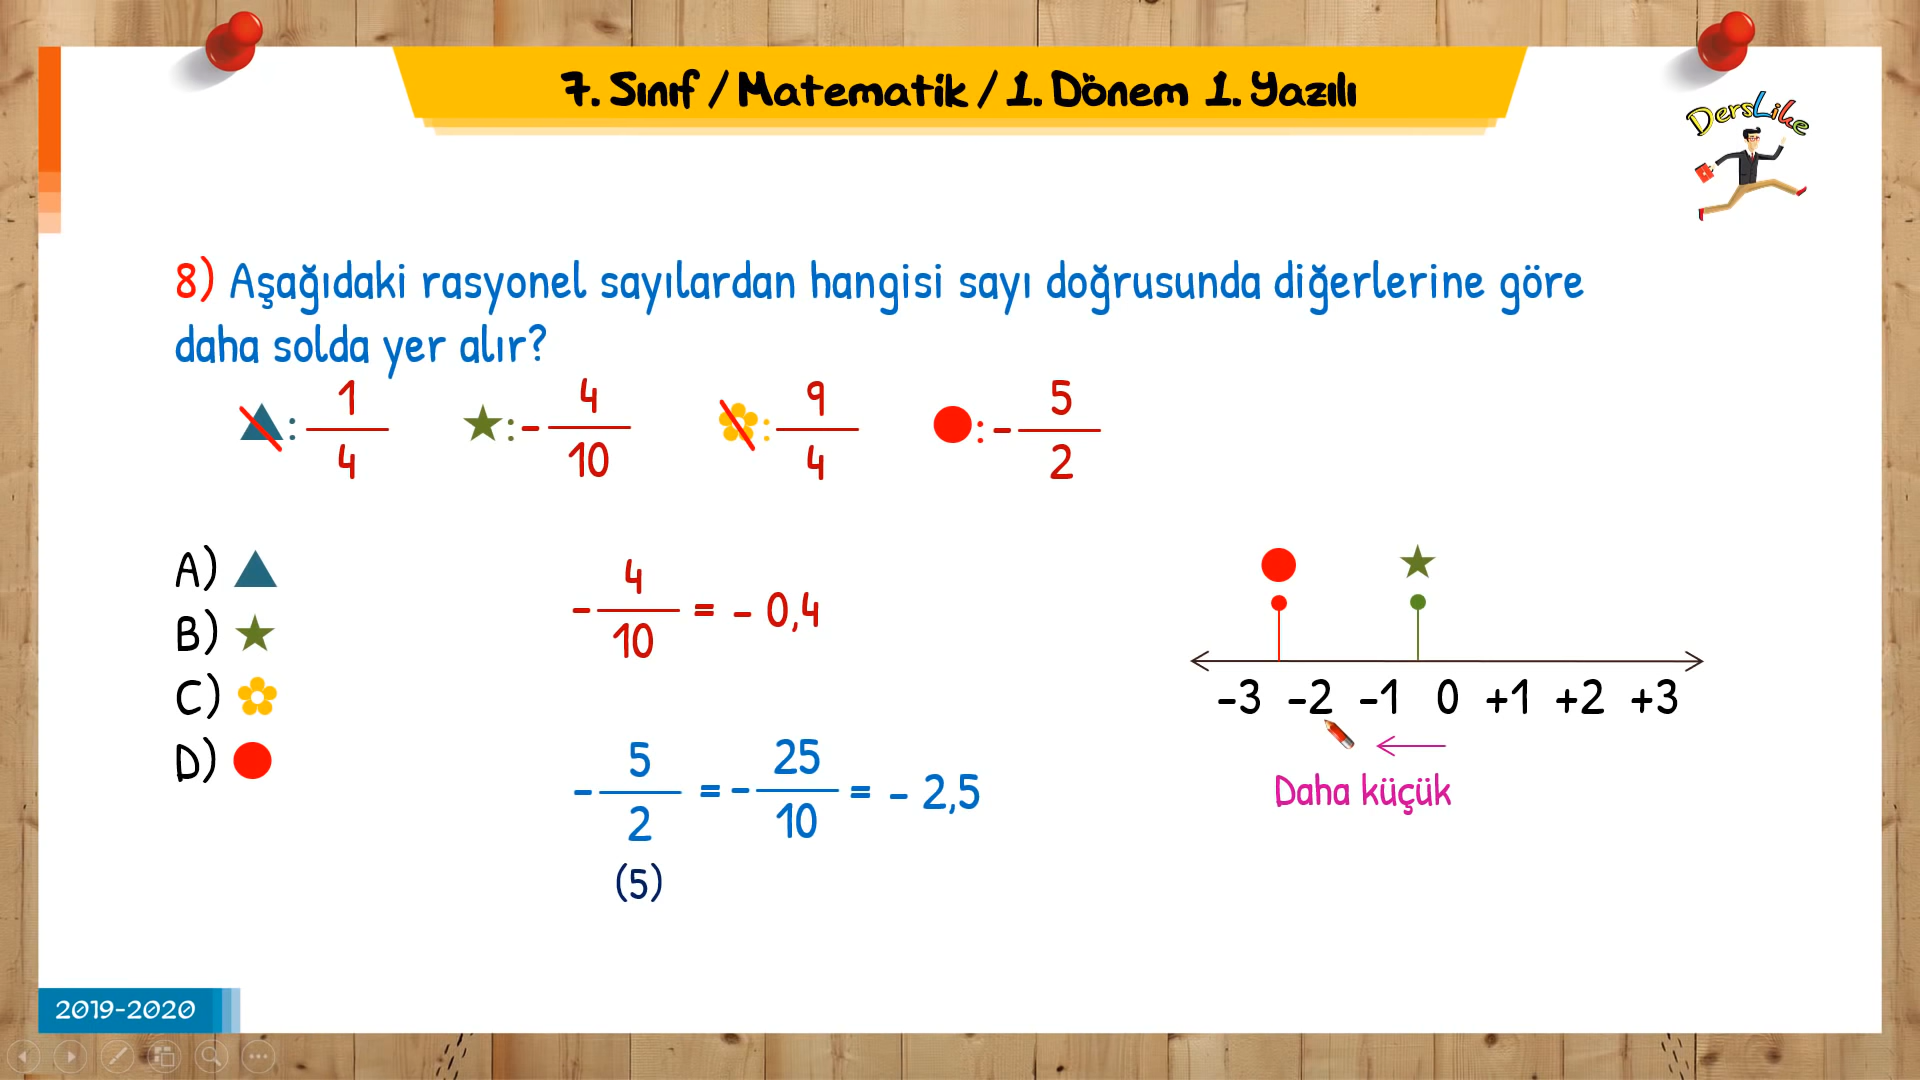 7. Sınıf / Matematik / 1. Dönem 1. Yazılı
DersLike
8) Aşağıdaki rasyonel sayılardan hangisi sayı doğrusunda diğerlerine göre
daha solda yer alır?
: 1/4 : - 4/10 : 9/4 : - 5/2
A)
B)
C)
D)
- 4/10 = - 0,4
- 5/2 = - 25/10 = - 2,5
(5)
-3 -2 -1 0 +1 +2 +3
Daha küçük
2019-2020